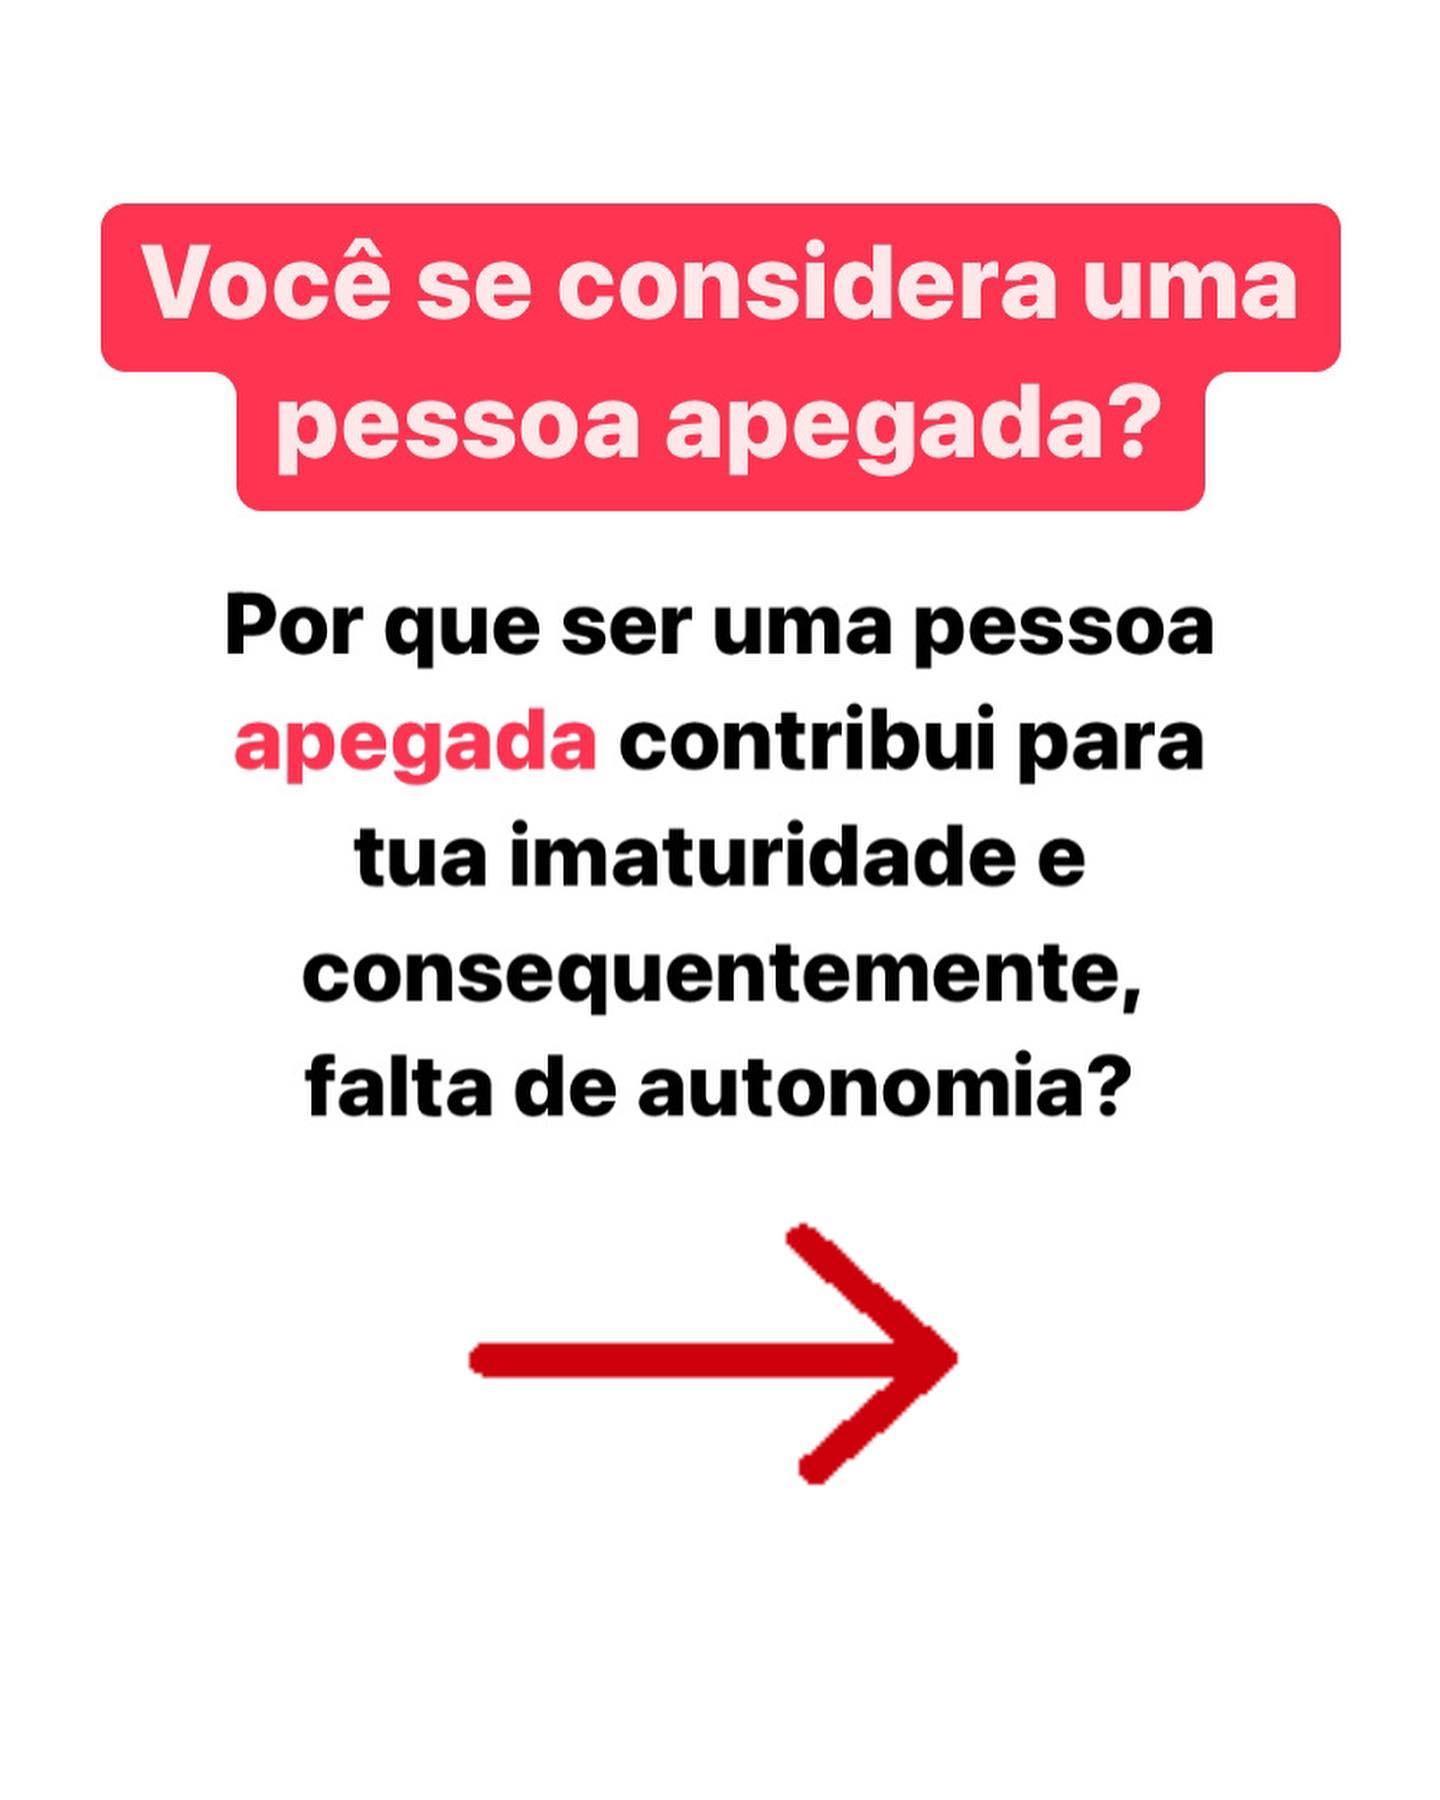 Você se considera uma
pessoa apegada?
Por que ser uma pessoa
apegada contribui para
tua imaturidade e
consequentemente,
falta de autonomia?